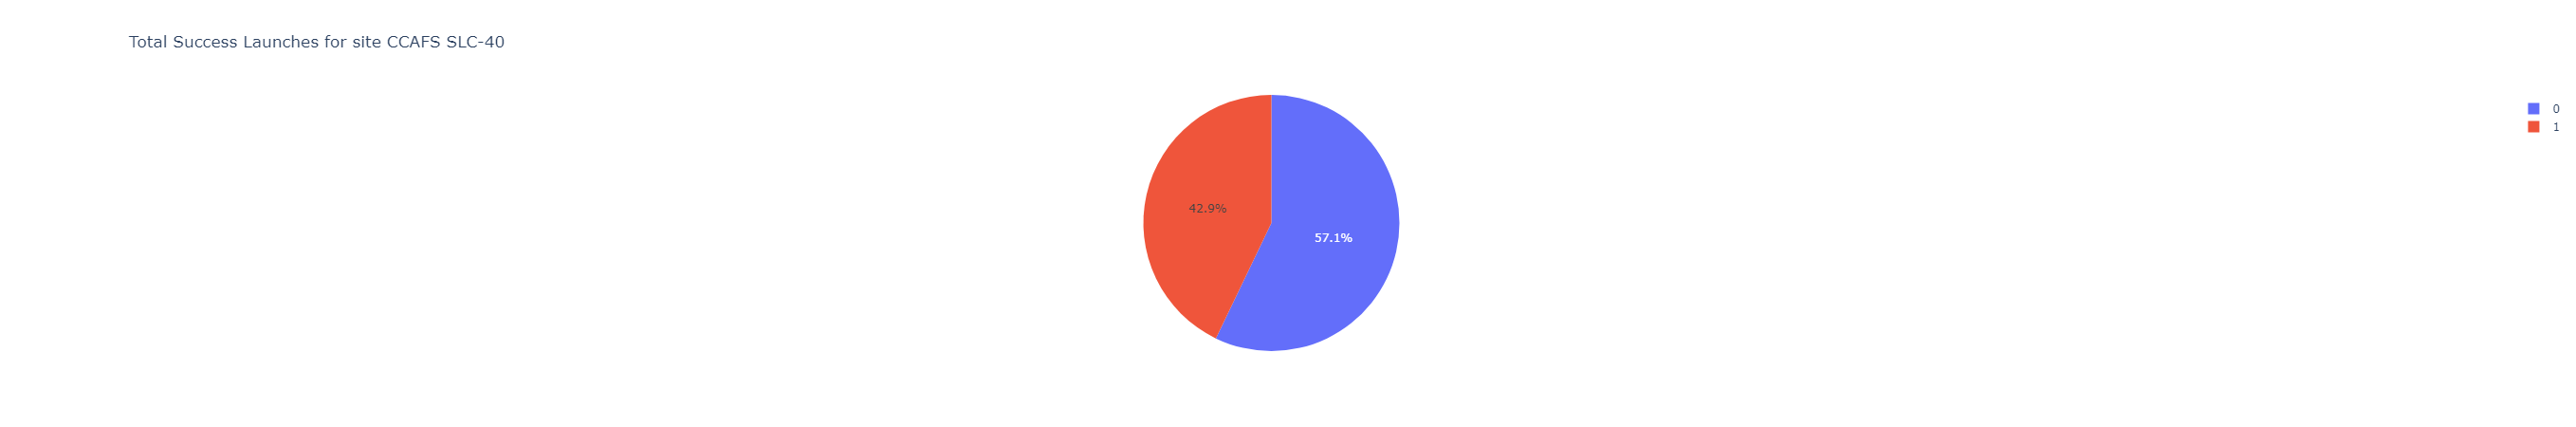 Total Success Launches for site CCAFS SLC-40
0
1
42.9%
57.1%